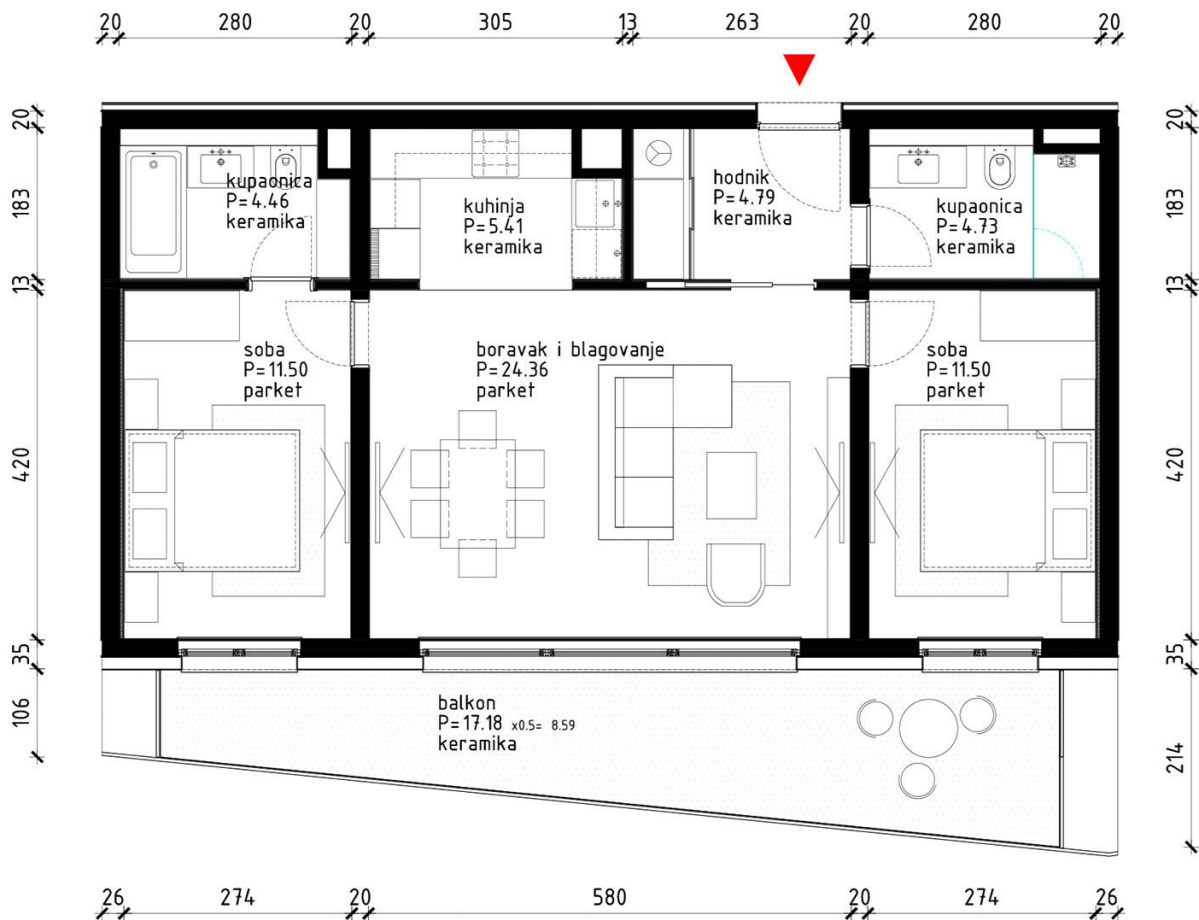 20 280 20 305 13 263 20 280 20
20
183
13
420
35
106
kupaonica
P=4.46
keramika
kuhinja
P=5.41
keramika
hodnik
P=4.79
keramika
kupaonica
P=4.73
keramika
soba
P=11.50
parket
boravak i blagovanje
P=24.36
parket
soba
P=11.50
parket
balkon
P=17.18 x0.5= 8.59
keramika
20
183
13
420
35
214
26 274 20 580 20 274 26